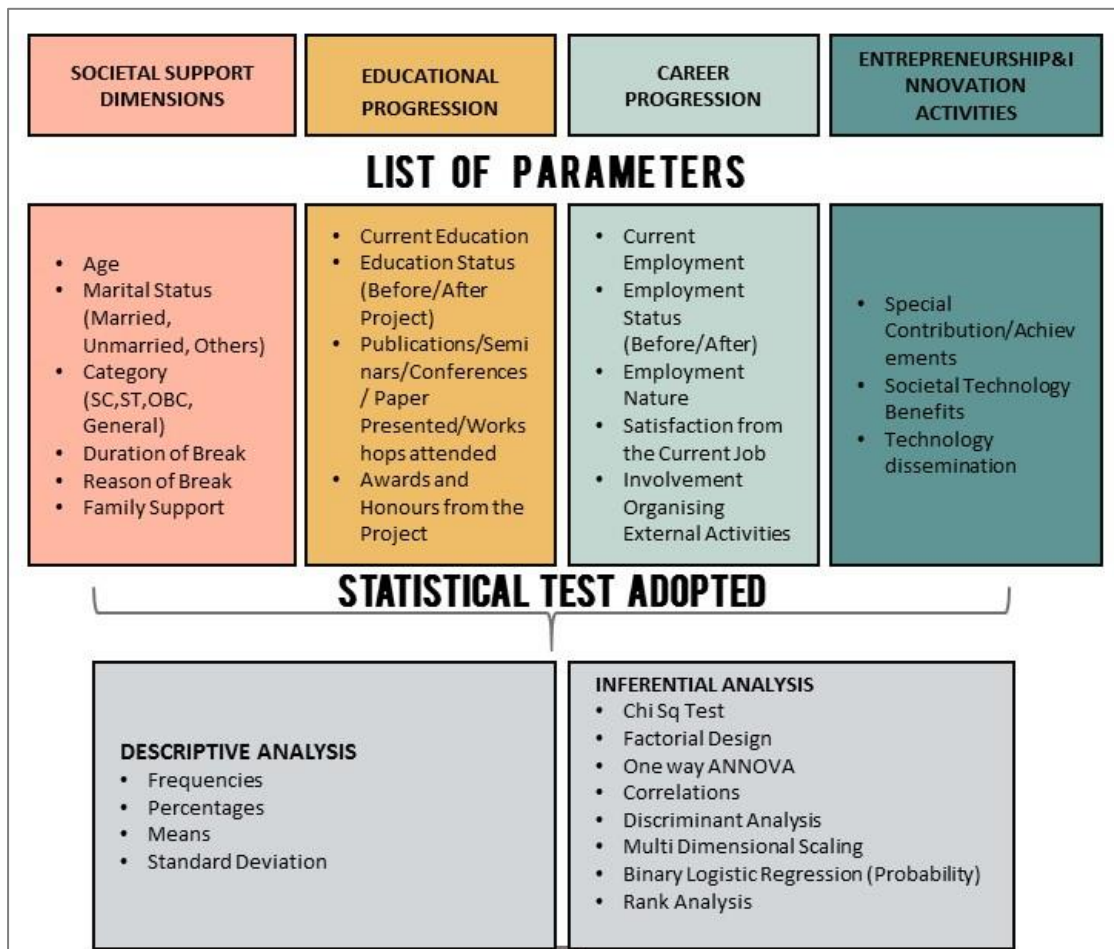 SOCIETAL SUPPORT
DIMENSIONS
EDUCATIONAL
PROGRESSION
CAREER
PROGRESSION
ENTREPRENEURSHIP&I
NNOVATION
ACTIVITIES
LIST OF PARAMETERS
• Age
• Marital Status
(Married,
Unmarried, Others)
• Category
(SC,ST,OBC,
General)
• Duration of Break
• Reason of Break
• Family Support
• Current Education
• Education Status
(Before/After
Project)
• Publications/Semi
nars/Conferences
/ Paper
Presented/Works
hops attended
• Awards and
Honours from the
Project
• Current
Employment
• Employment
Status
(Before/After)
• Employment
Nature
• Satisfaction from
the Current Job
• Involvement
Organising
External Activities
• Special
Contribution/Achiev
ements
• Societal Technology
Benefits
• Technology
dissemination
STATISTICAL TEST ADOPTED
DESCRIPTIVE ANALYSIS
• Frequencies
• Percentages
• Means
• Standard Deviation
INFERENTIAL ANALYSIS
• Chi Sq Test
• Factorial Design
• One way ANNOVA
• Correlations
• Discriminant Analysis
• Multi Dimensional Scaling
• Binary Logistic Regression (Probability)
• Rank Analysis